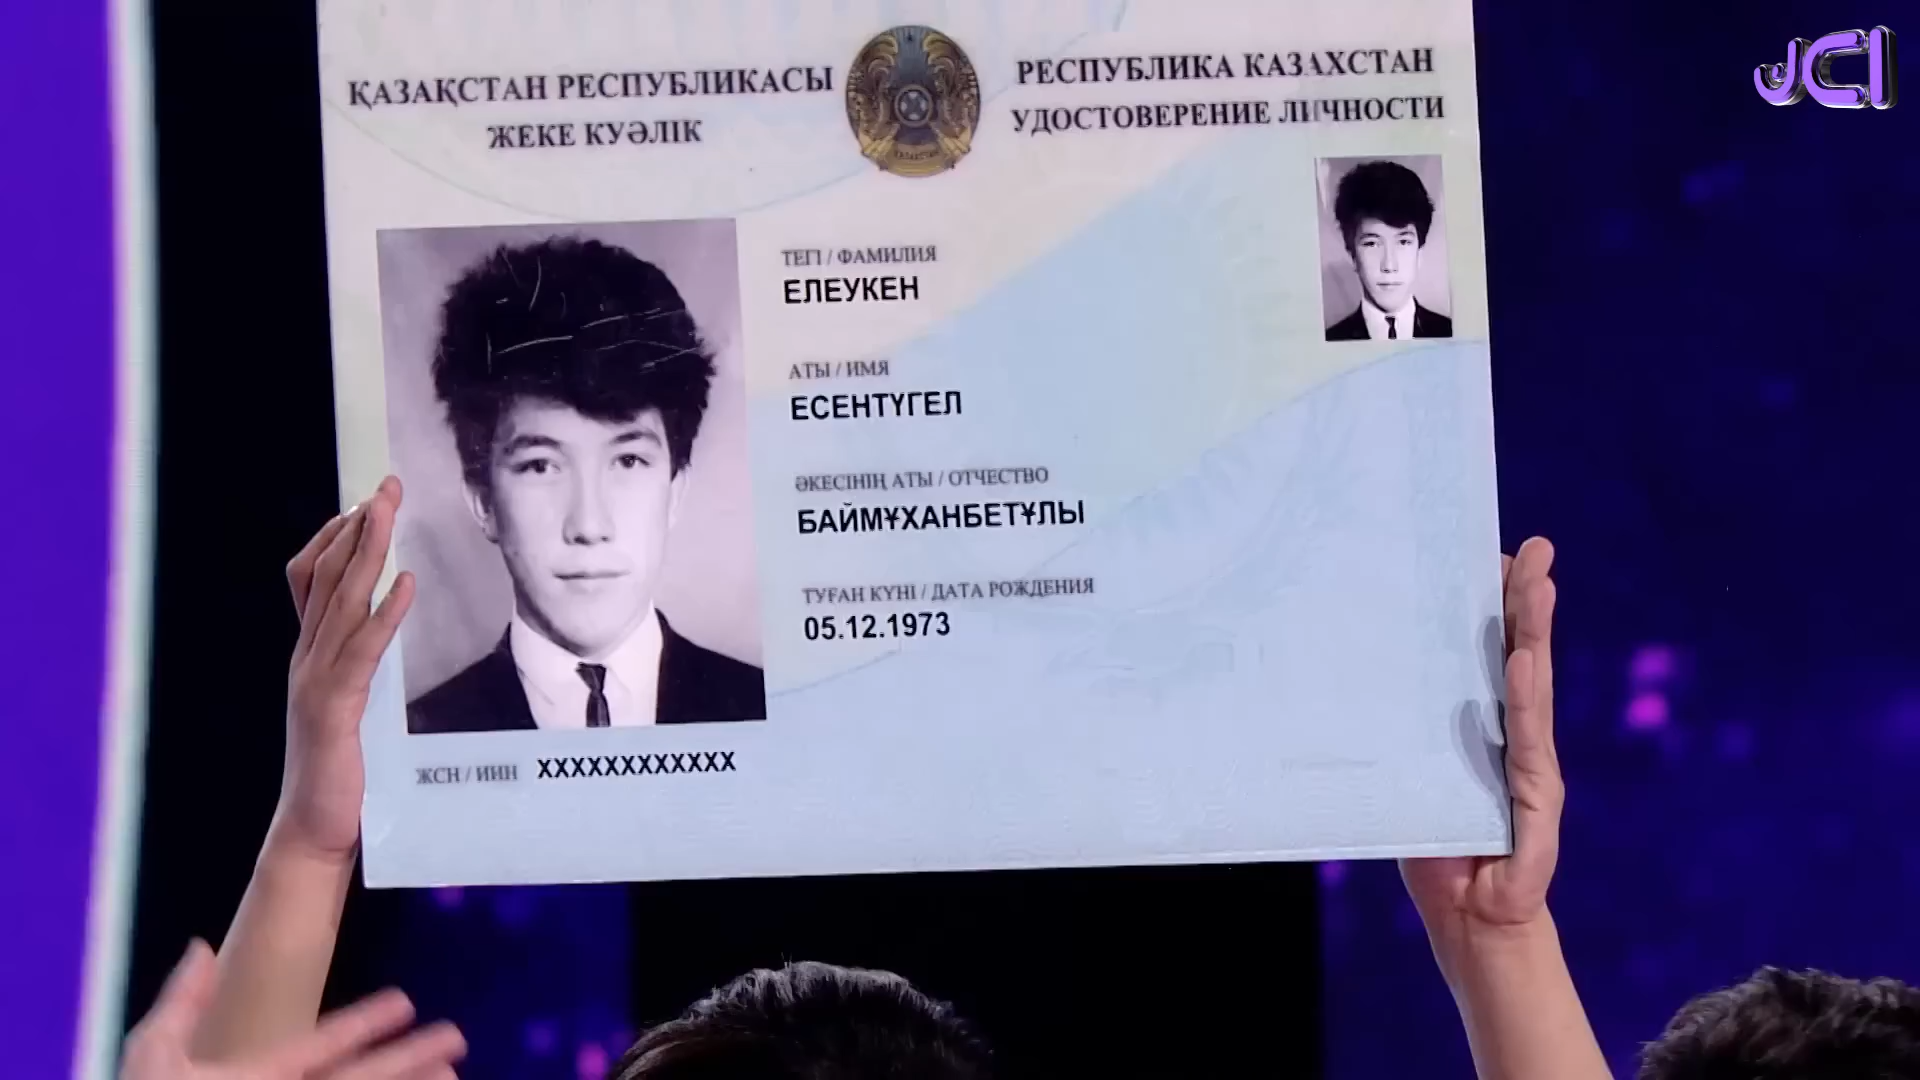 JCI
ҚАЗАҚСТАН РЕСПУБЛИКАСЫ
ЖЕКЕ КУӘЛІК
РЕСПУБЛИКА КАЗАХСТАН
УДОСТОВЕРЕНИЕ ЛИЧНОСТИ
ТЕГІ / ФАМИЛИЯ
ЕЛЕУКЕН
АТЫ / ИМЯ
ЕСЕНТҮГЕЛ
ӘКЕСІНІҢ АТЫ / ОТЧЕСТВО
БАЙМҰХАНБЕТҰЛЫ
ТУҒАН КҮНІ / ДАТА РОЖДЕНИЯ
05.12.1973
ЖСН / ИИН XXXXXXXXXXXX